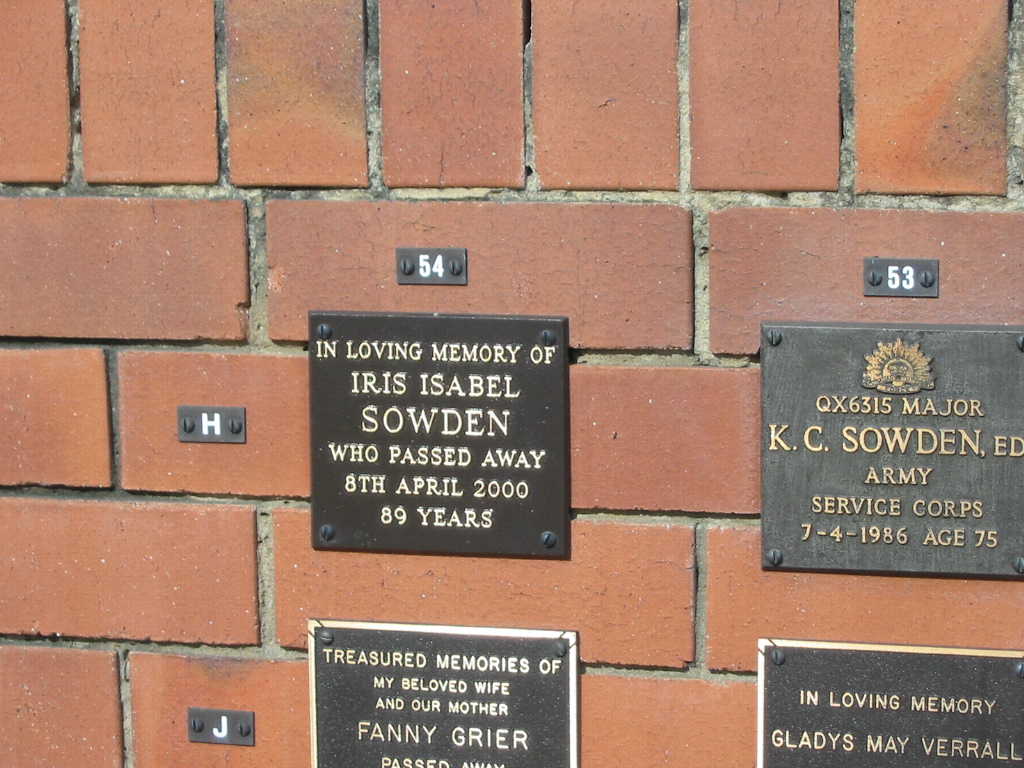 54
53
H
IN LOVING MEMORY OF
IRIS ISABEL
SOWDEN
WHO PASSED AWAY
8TH APRIL 2000
89 YEARS
QX6315 MAJOR
K. C. SOWDEN, ED
ARMY
SERVICE CORPS
7-4-1986 AGE 75
J
TREASURED MEMORIES OF
MY BELOVED WIFE
AND OUR MOTHER
FANNY GRIER
PASSED AWAY
IN LOVING MEMORY
GLADYS MAY VERRALL